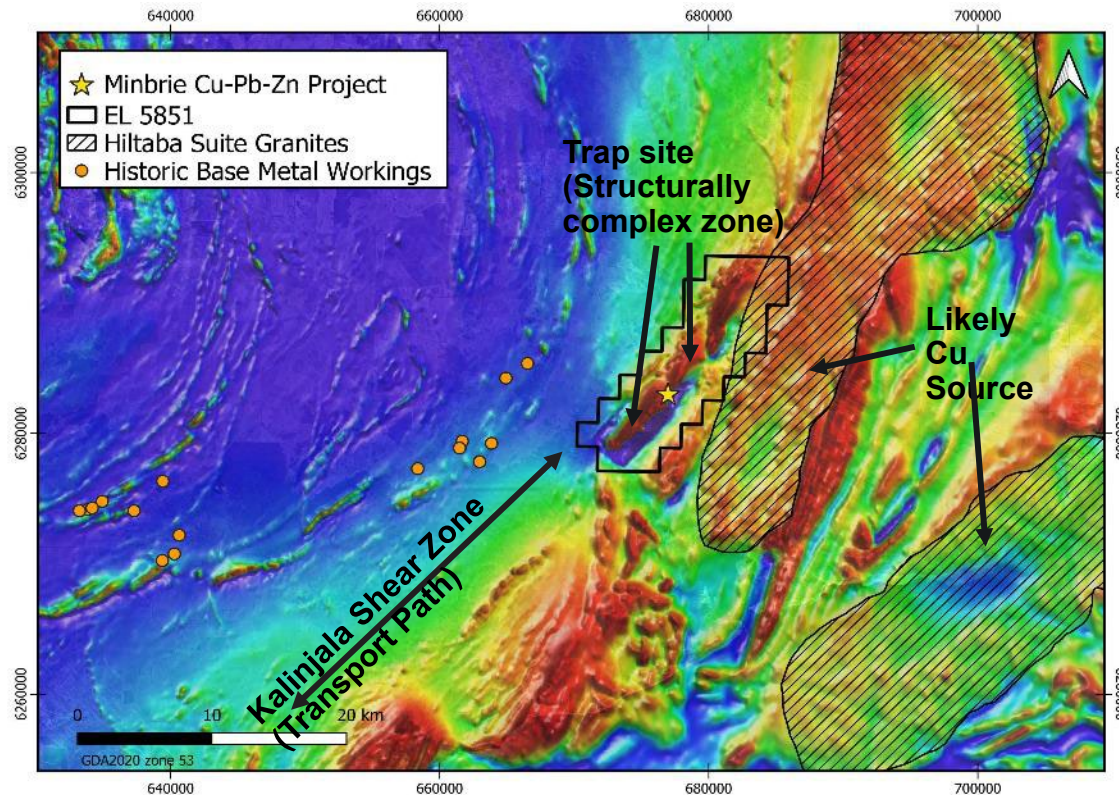 640000
660000
680000
700000
Minbrie Cu-Pb-Zn Project
EL 5851
Hiltaba Suite Granites
Historic Base Metal Workings
Trap site
(Structurally
complex zone)
6300000
Likely
Cu
Source
6280000
Kalinjala Shear Zone
(Transport Path)
6260000
0
10
20 km
GDA2020 zone 53
640000
660000
680000
700000